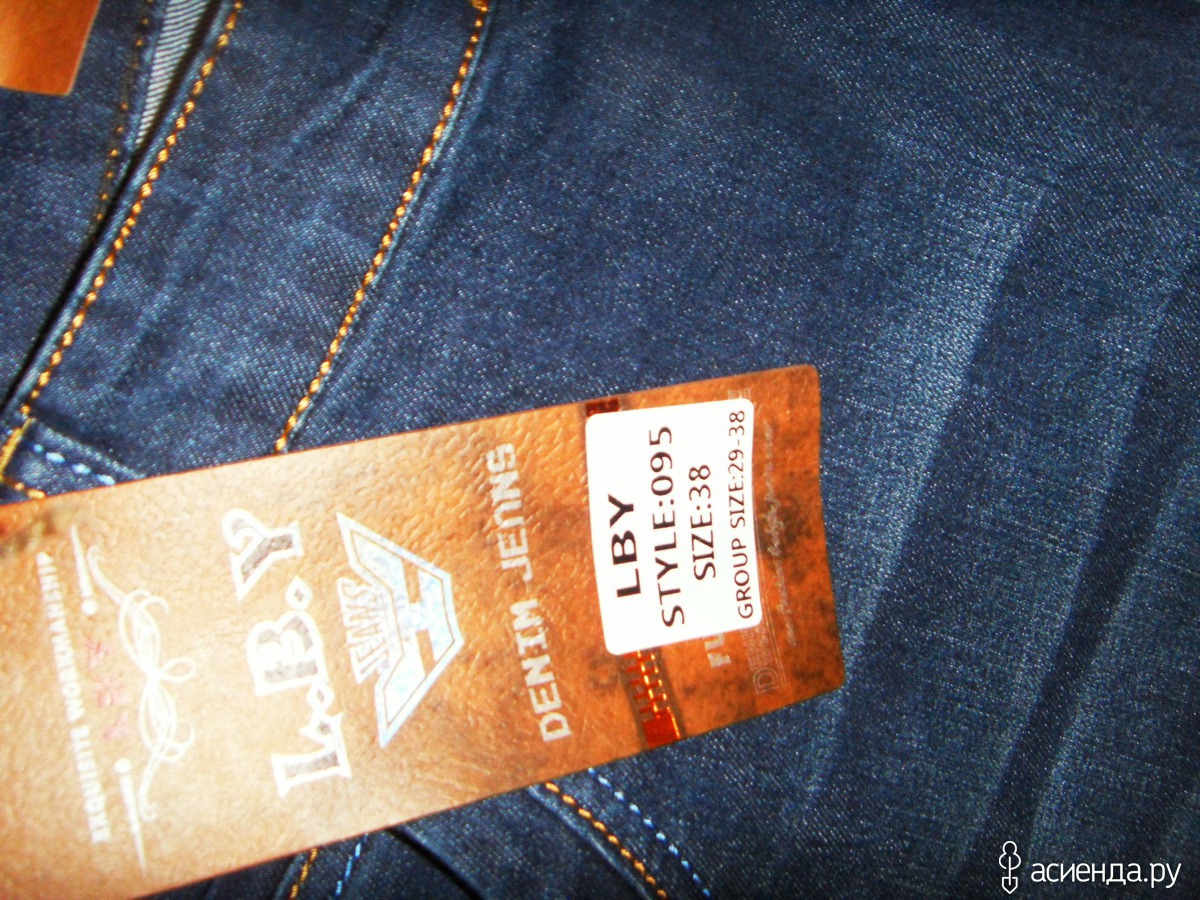 EXQUISITE WORKMANSHIP
L.B.Y
JEANS
DENIM JEANS
LBY
STYLE:095
SIZE:38
GROUP SIZE:29-38
асиенда.ру